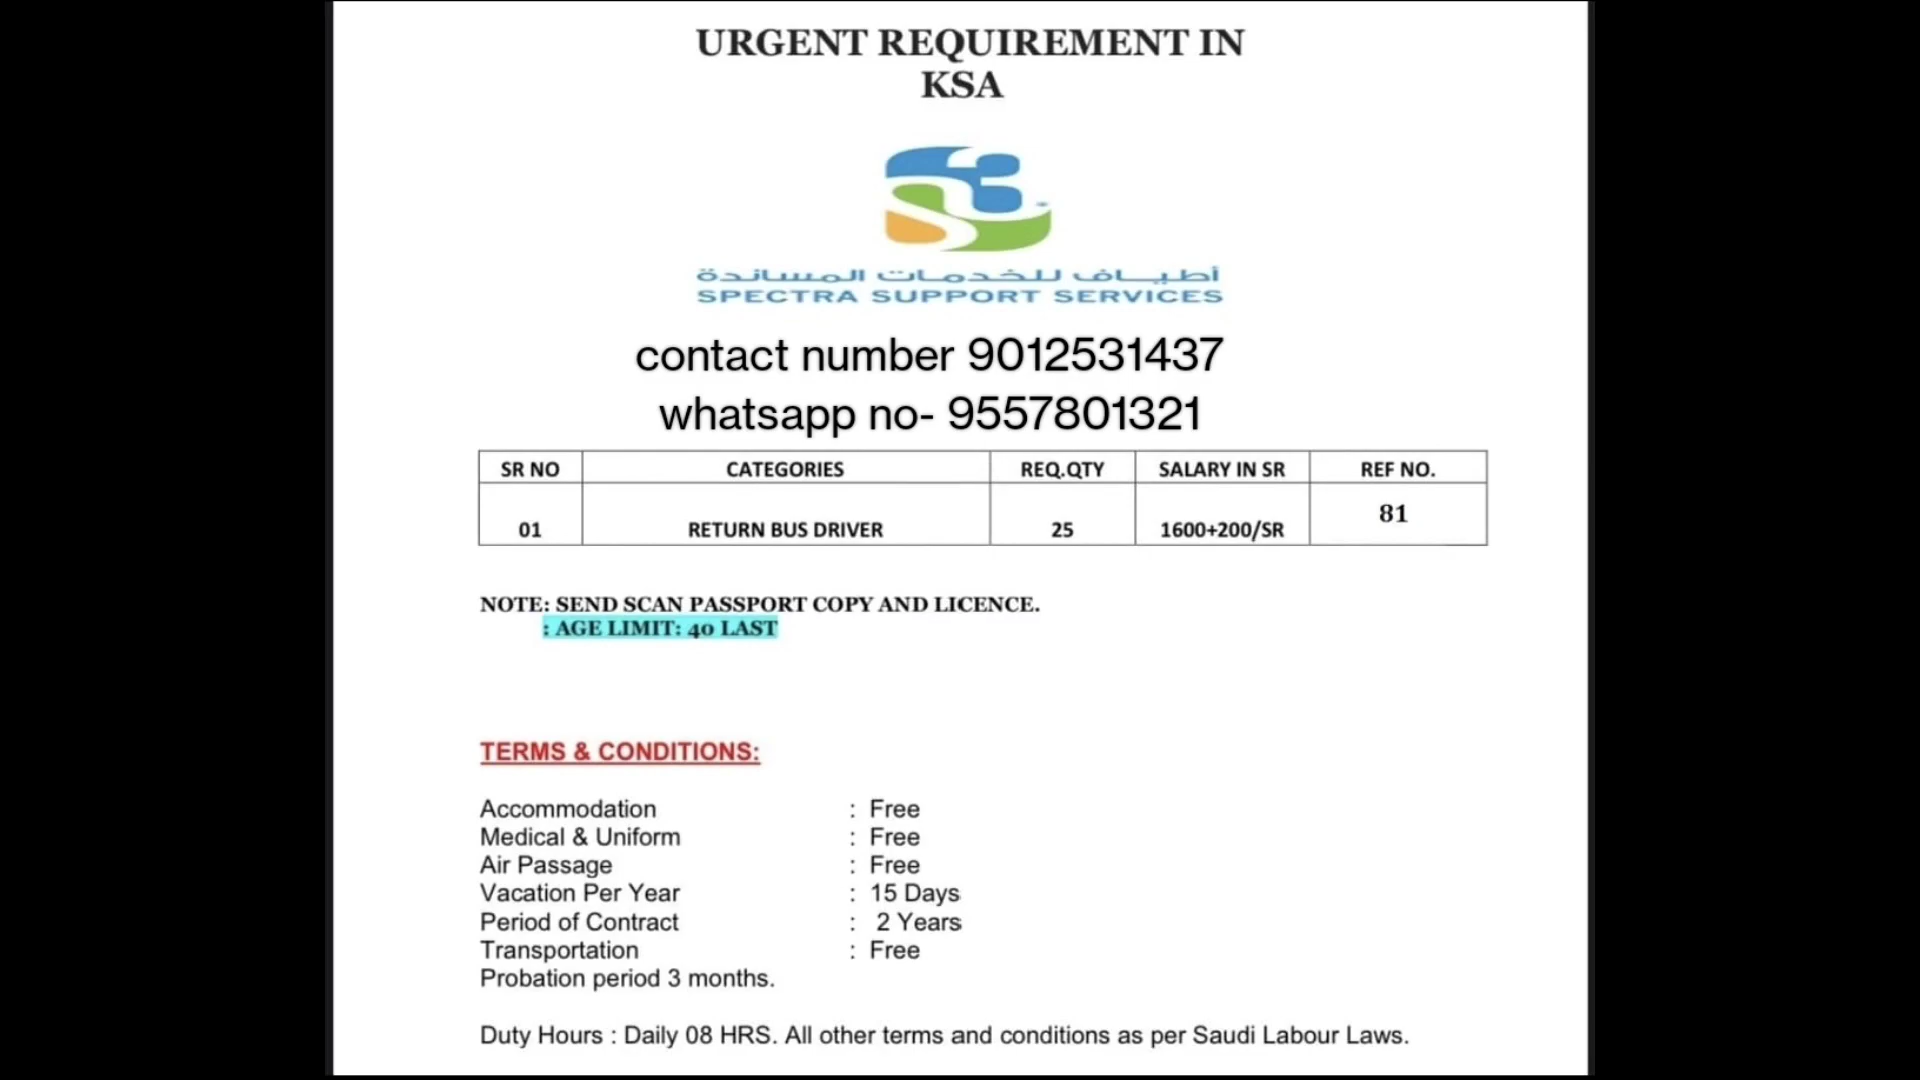 URGENT REQUIREMENT IN
KSA
أطياف للخدمات المساندة
SPECTRA SUPPORT SERVICES
contact number 9012531437
whatsapp no- 9557801321
SR NO CATEGORIES REQ.QTY SALARY IN SR REF NO.
01 RETURN BUS DRIVER 25 1600+200/SR 81
NOTE: SEND SCAN PASSPORT COPY AND LICENCE.
: AGE LIMIT: 40 LAST
TERMS & CONDITIONS:
Accommodation : Free
Medical & Uniform : Free
Air Passage : Free
Vacation Per Year : 15 Days
Period of Contract : 2 Years
Transportation : Free
Probation period 3 months.
Duty Hours : Daily 08 HRS. All other terms and conditions as per Saudi Labour Laws.